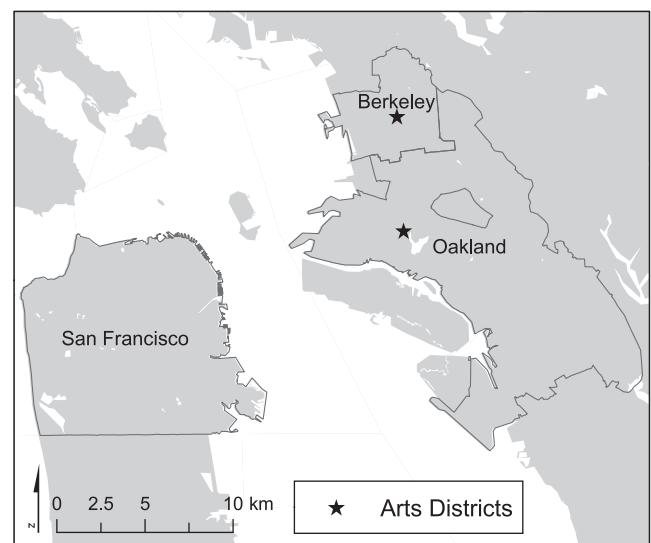 Berkeley
Oakland
San Francisco
N
0 2.5 5 10 km
Arts Districts